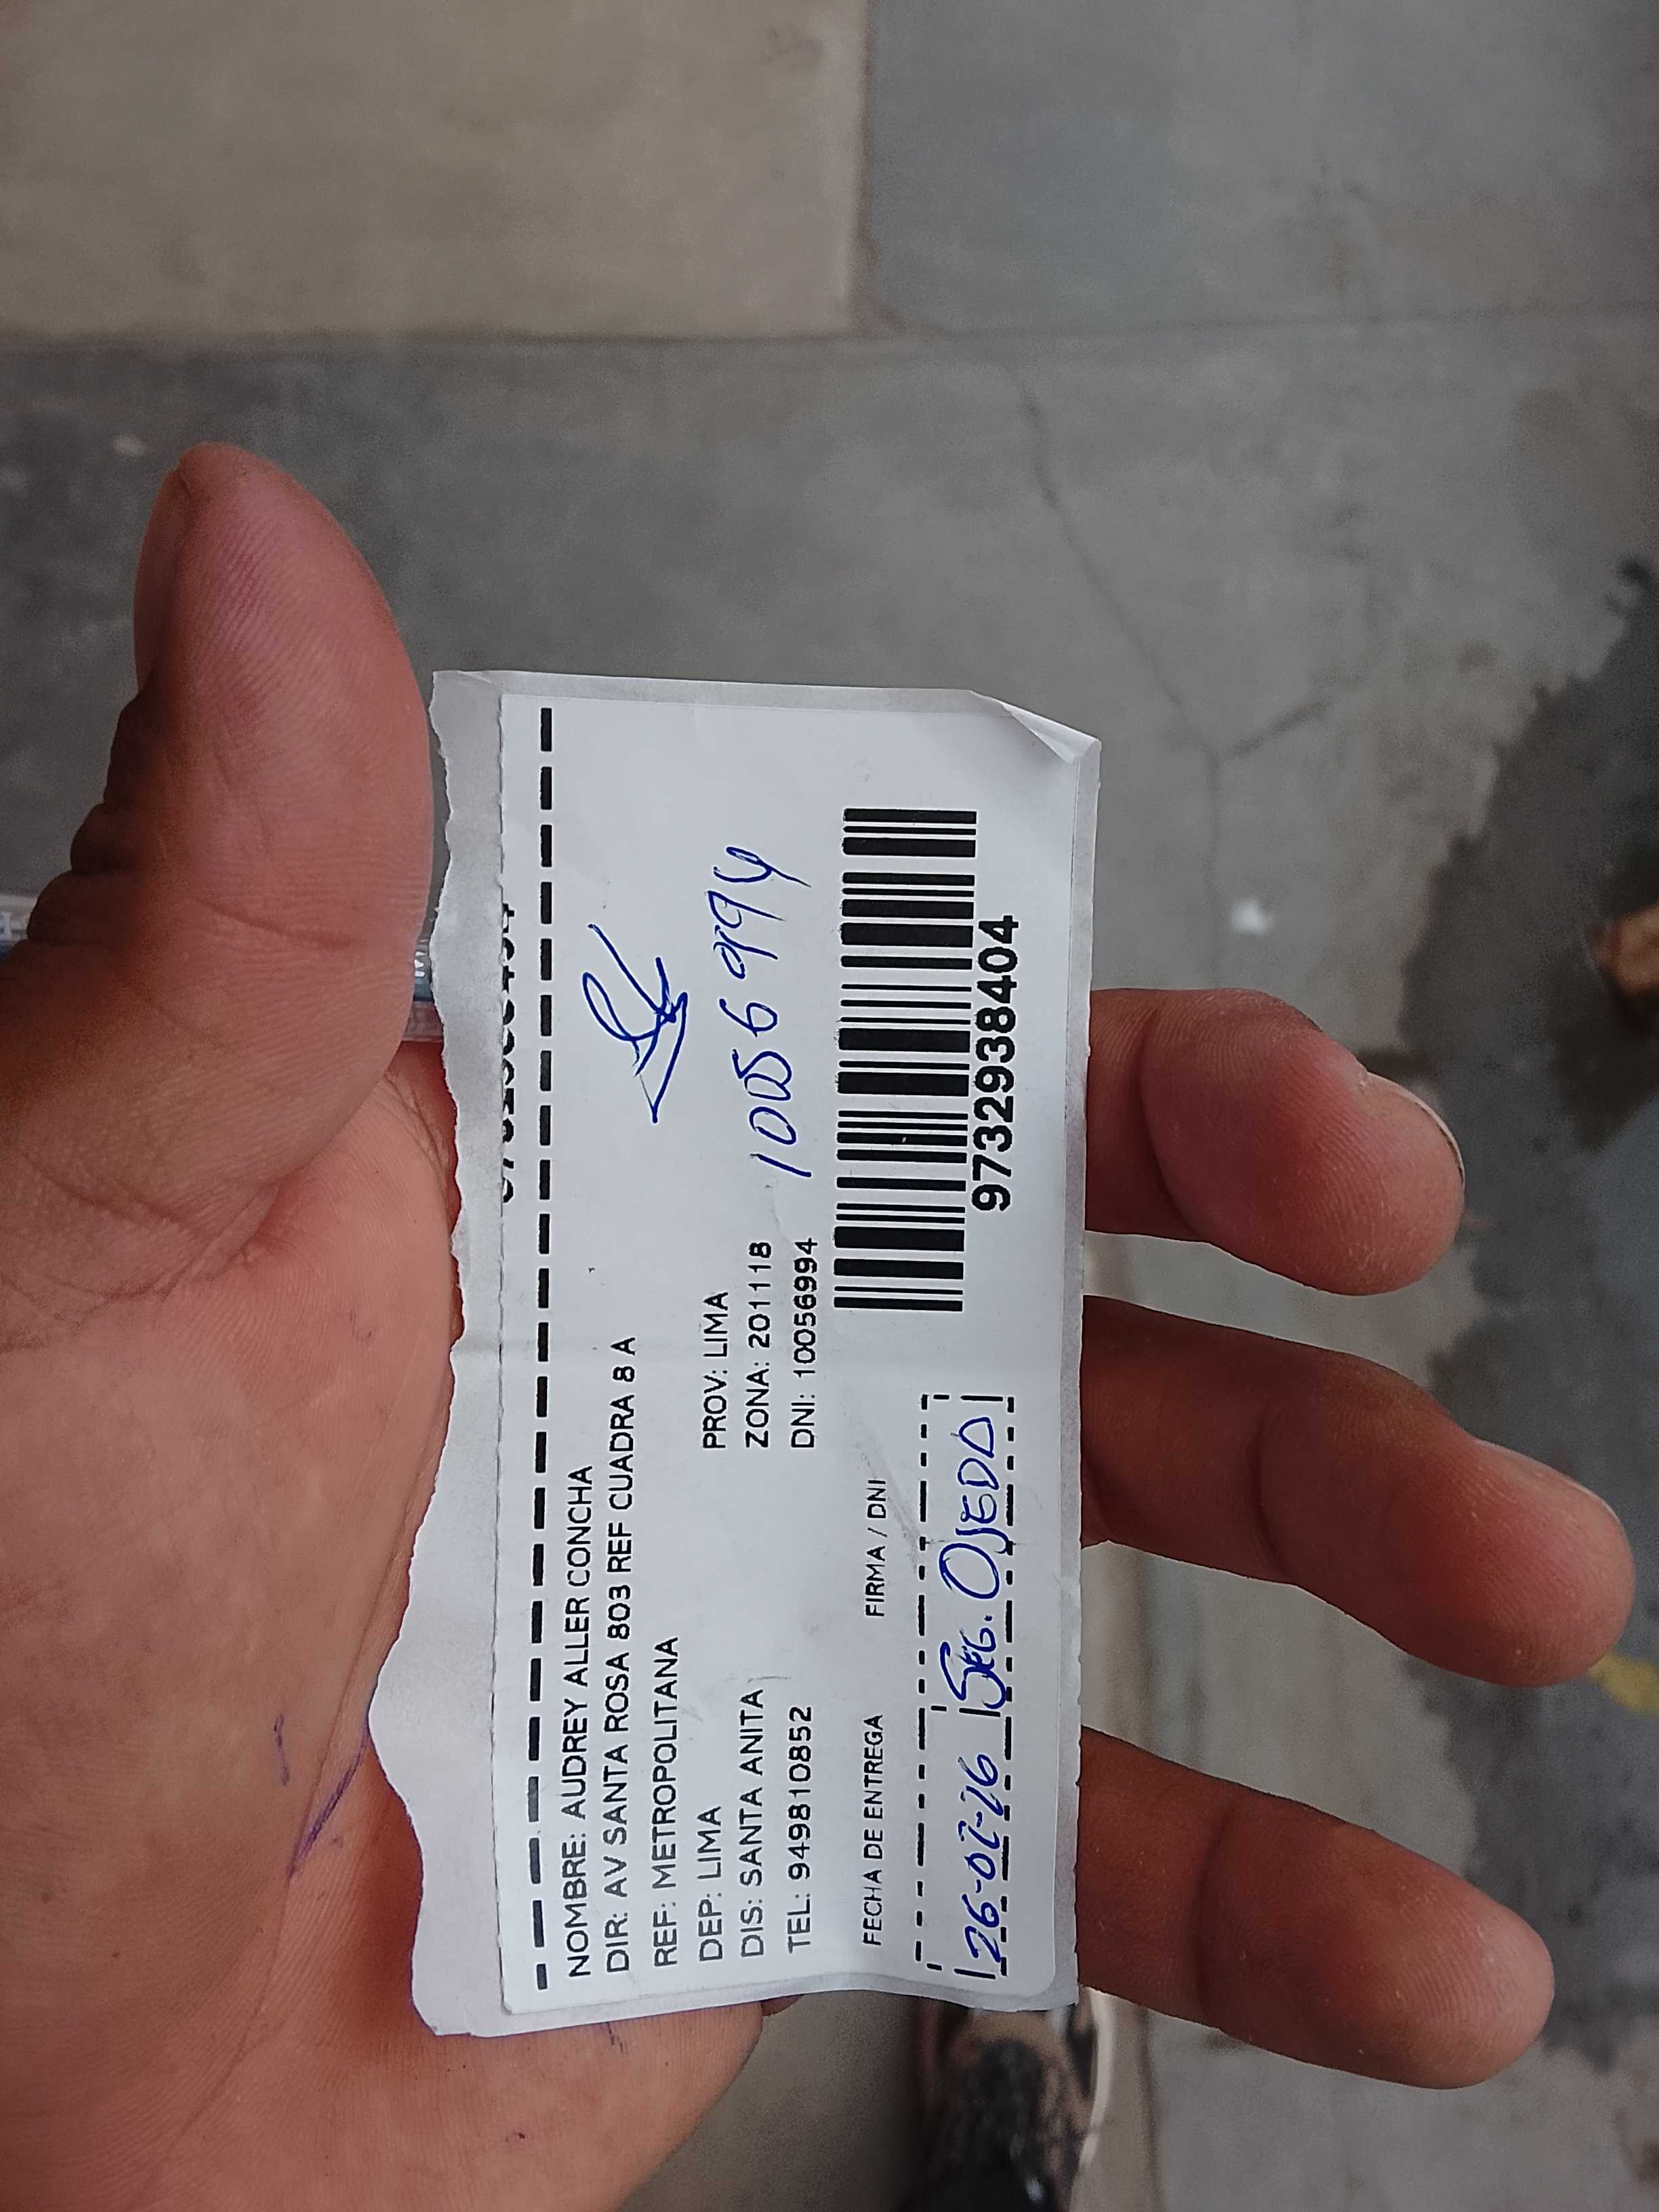 NOMBRE: AUDREY ALLER CONCHA
DIR: AV SANTA ROSA 803 REF CUADRA 8 A
REF: METROPOLITANA
DEP: LIMA PROV: LIMA
DIS: SANTA ANITA ZONA: 201118
TEL: 949810852 DNI: 10056994
10056994
FECHA DE ENTREGA FIRMA / DNI
26-02-26 SEG. OJEDA
9732938404